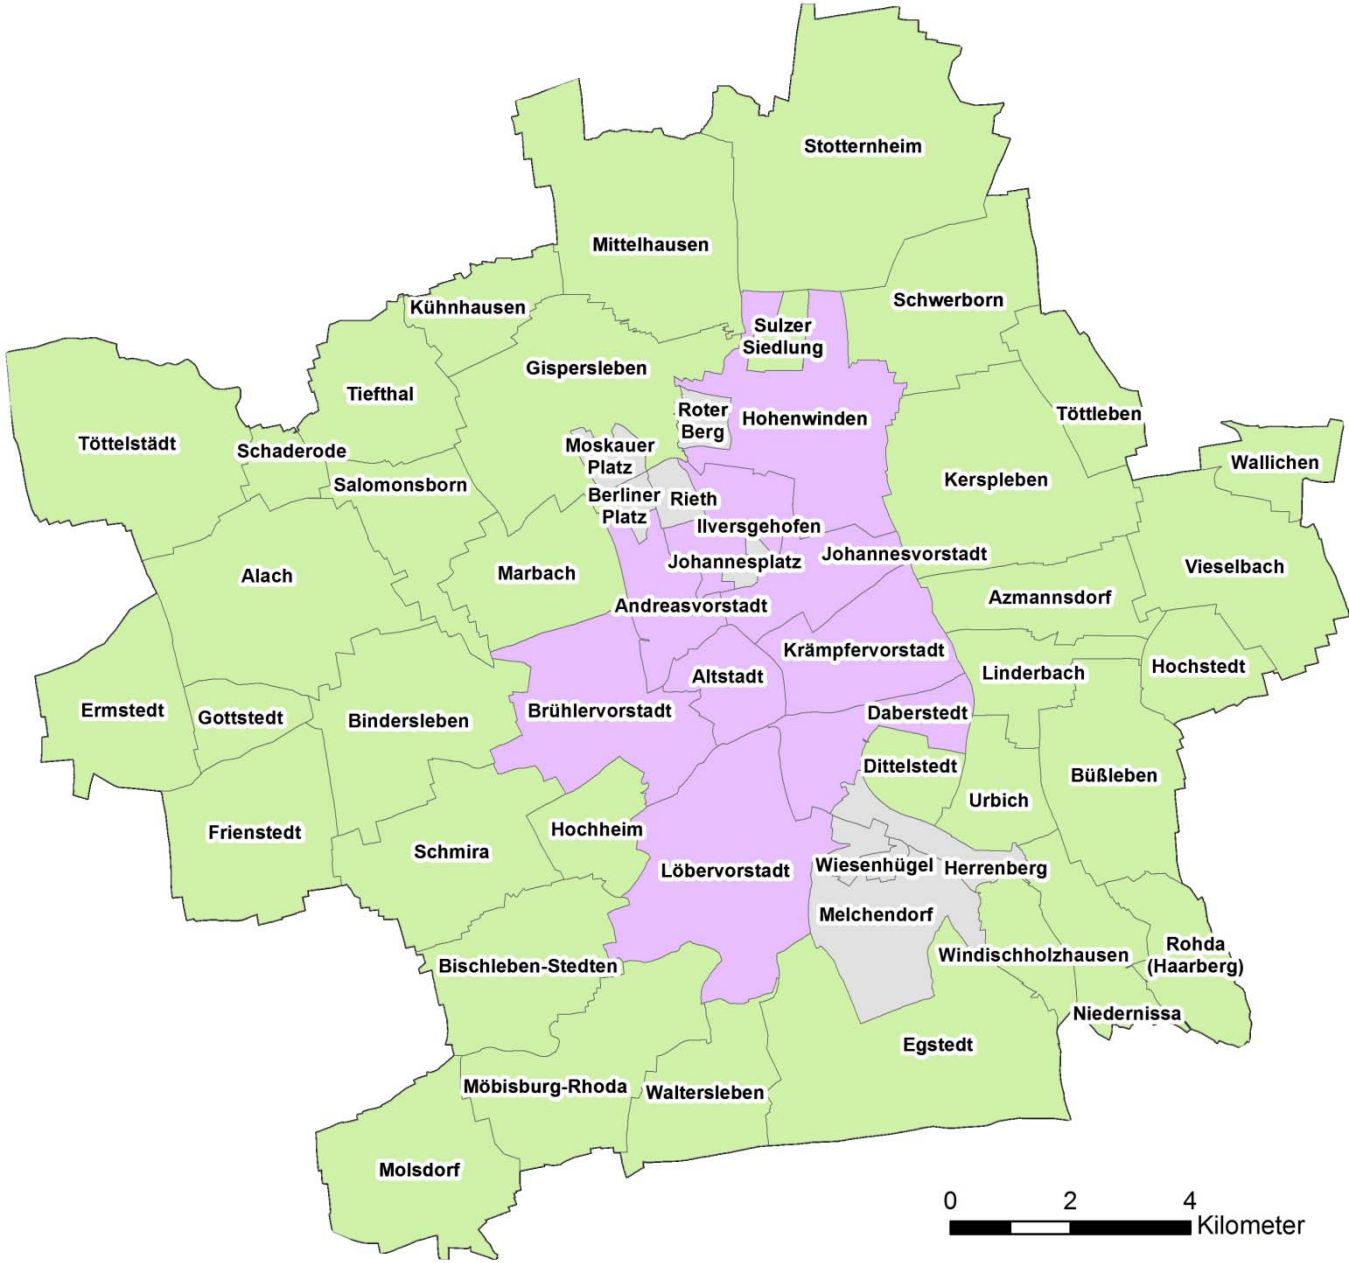 Stotternheim
Mittelhausen
Schwerborn
Kühnhausen
Sulzer
Siedlung
Gispersleben
Tiefthal
Roter
Berg
Hohenwinden
Töttleben
Töttelstädt
Schaderode
Moskauer
Platz
Wallichen
Salomonsborn
Kerspleben
Berliner
Platz
Rieth
Ilversgehofen
Johannesvorstadt
Johannesplatz
Vieselbach
Marbach
Alach
Azmannsdorf
Andreasvorstadt
Krämpfervorstadt
Hochstedt
Linderbach
Altstadt
Ermstedt
Gottstedt
Bindersleben
Brühlervorstadt
Daberstedt
Dittelstedt
Büßleben
Urbich
Frienstedt
Hochheim
Schmira
Löbervorstadt
Wiesenhügel
Herrenberg
Melchendorf
Rohda
(Haarberg)
Windischholzhausen
Bischleben-Stedten
Niedernissa
Egstedt
Möbisburg-Rhoda
Waltersleben
Molsdorf
0 2 4
Kilometer